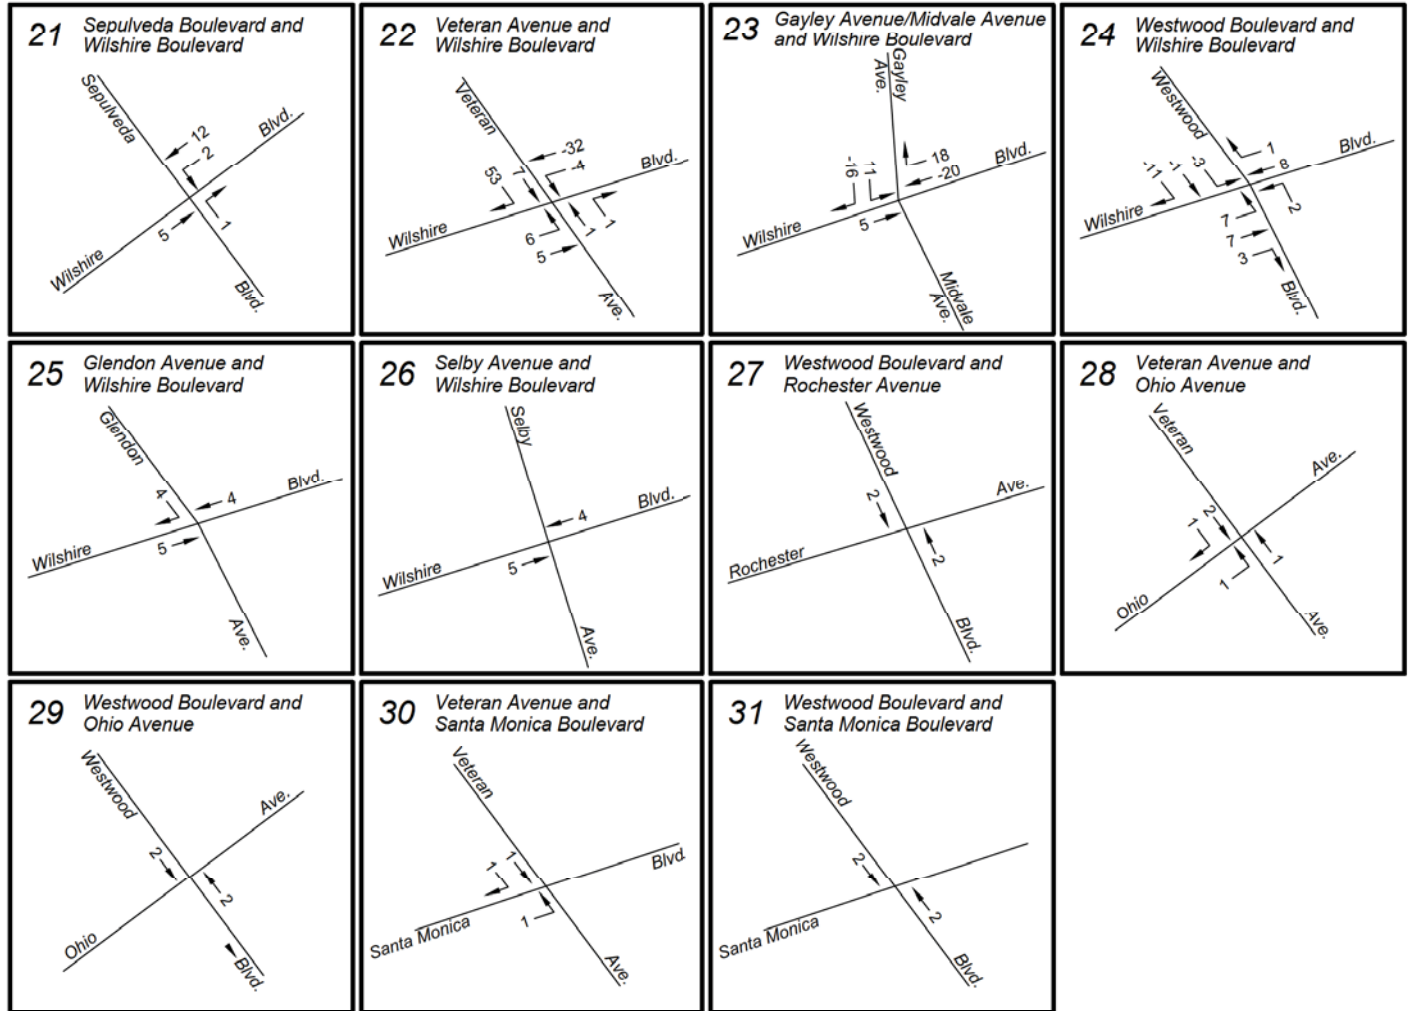 21 Sepulveda Boulevard and
Wilshire Boulevard
Sepulveda
Blvd.
12
2
1
5
Wilshire
Blvd.
22 Veteran Avenue and
Wilshire Boulevard
Veteran
-32
-4
Blvd.
53
7
Wilshire
6
1
1
5
Ave.
23 Gayley Avenue/Midvale Avenue
and Wilshire Boulevard
Gayley
Ave.
-16
11
18
-20
Blvd.
Wilshire
5
Midvale
Ave.
24 Westwood Boulevard and
Wilshire Boulevard
Westwood
1
Blvd.
-11
-1
-3
8
2
Wilshire
7
7
3
Blvd.
25 Glendon Avenue and
Wilshire Boulevard
Glendon
Blvd.
4
4
Wilshire
5
Ave.
26 Selby Avenue and
Wilshire Boulevard
Selby
Blvd.
4
Wilshire
5
Ave.
27 Westwood Boulevard and
Rochester Avenue
Westwood
Ave.
2
Rochester
2
Blvd.
28 Veteran Avenue and
Ohio Avenue
Veteran
Ave.
1
2
1
1
Ohio
Ave.
29 Westwood Boulevard and
Ohio Avenue
Westwood
Ave.
2
2
Ohio
Blvd.
30 Veteran Avenue and
Santa Monica Boulevard
Veteran
1
1
Blvd
1
Santa Monica
Ave.
31 Westwood Boulevard and
Santa Monica Boulevard
Westwood
2
2
Santa Monica
Blvd.